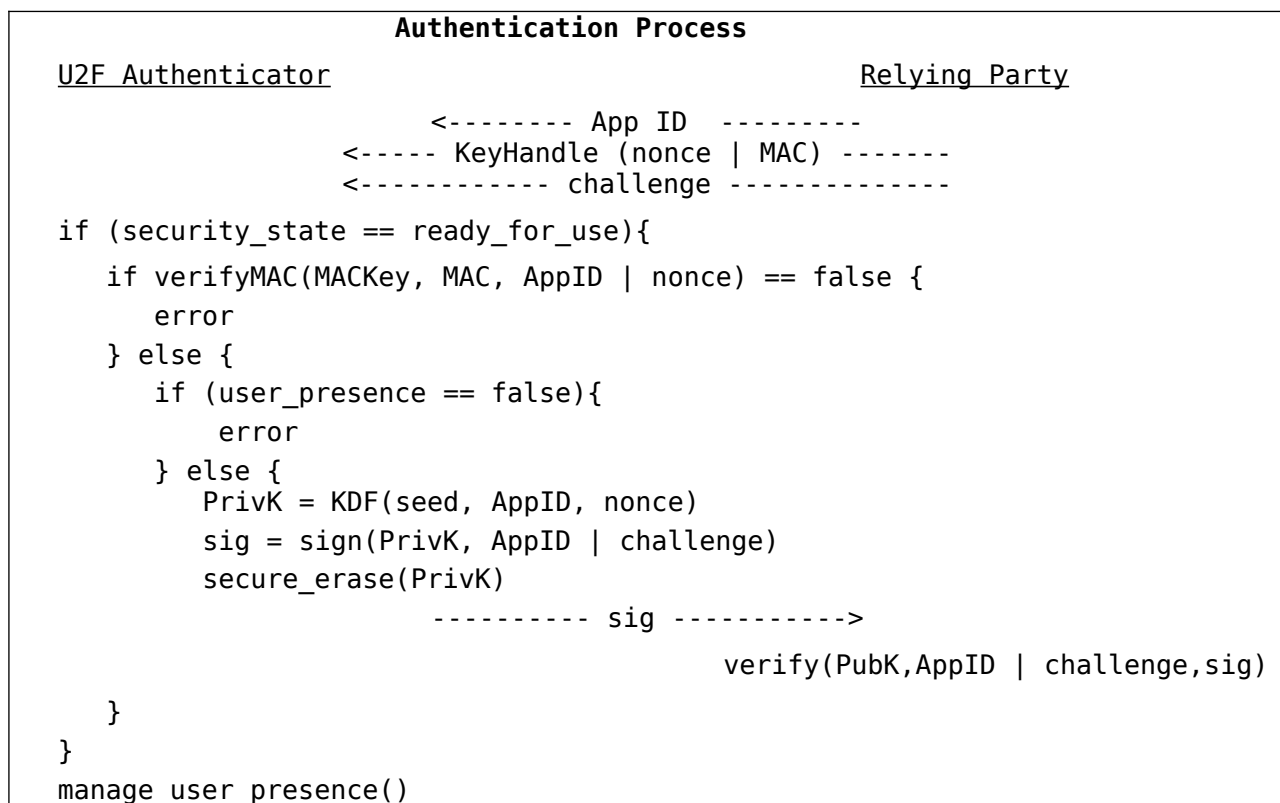 Authentication Process
U2F Authenticator Relying Party
<-------- App ID ---------
<----- KeyHandle (nonce | MAC) -------
<------------ challenge --------------
if (security_state == ready_for_use){
if verifyMAC(MACKey, MAC, AppID | nonce) == false {
error
} else {
if (user_presence == false){
error
} else {
PrivK = KDF(seed, AppID, nonce)
sig = sign(PrivK, AppID | challenge)
secure_erase(PrivK)
---------- sig ----------->
verify(PubK,AppID | challenge,sig)
}
}
manage user presence()